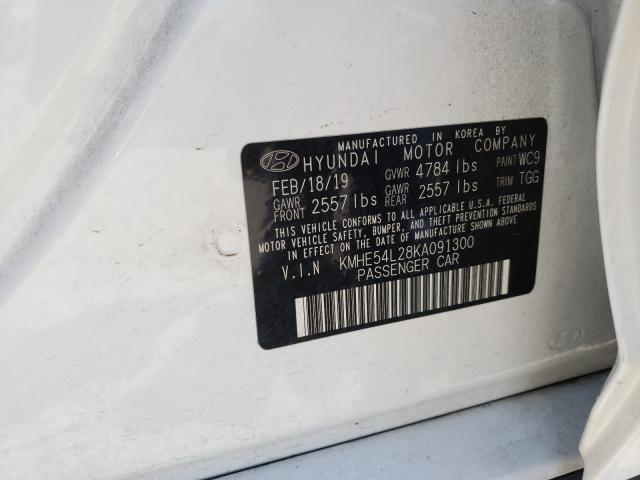 MANUFACTURED IN KOREA BY
HYUNDAI MOTOR COMPANY
FEB/18/19 GVWR 4784 lbs PAINT WC9
GAWR FRONT 2557 lbs GAWR REAR 2557 lbs TRIM TGG
THIS VEHICLE CONFORMS TO ALL APPLICABLE U.S.A. FEDERAL
MOTOR VEHICLE SAFETY, BUMPER, AND THEFT PREVENTION
STANDARDS IN EFFECT ON THE DATE OF MANUFACTURE SHOWN ABOVE.
V.I.N KMHE54L28KA091300
PASSENGER CAR